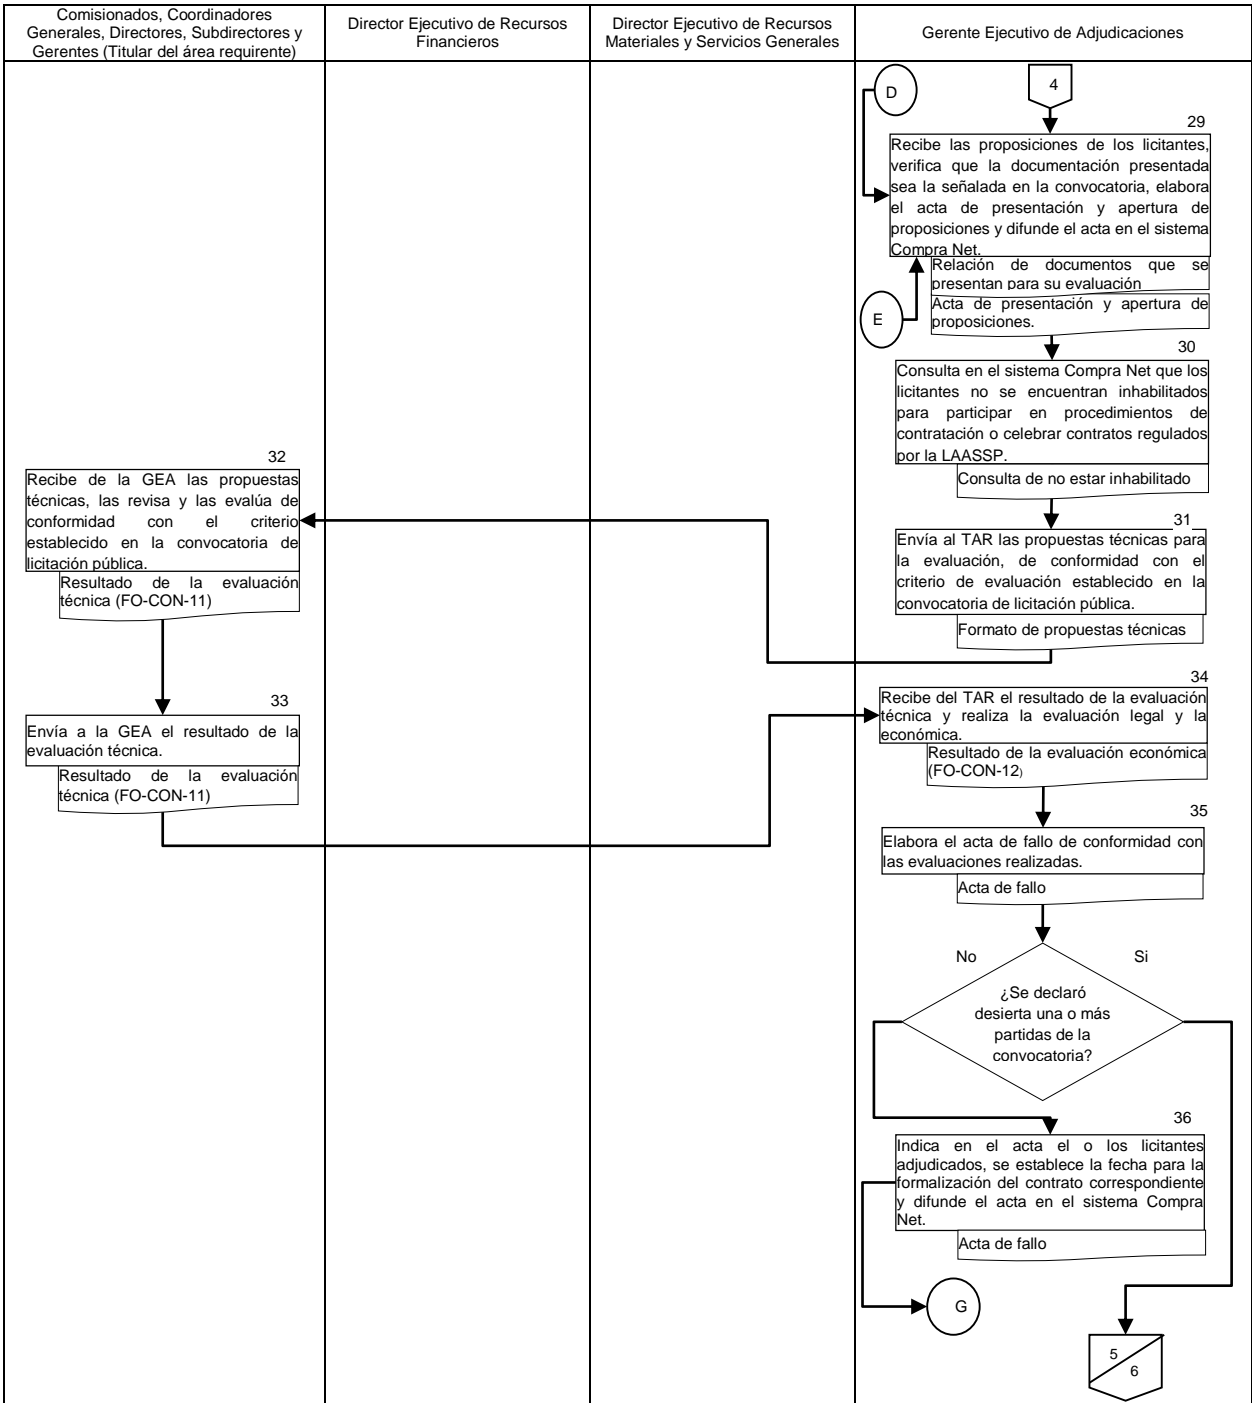 Comisionados, Coordinadores
Generales, Directores, Subdirectores y
Gerentes (Titular del área requirente)
Director Ejecutivo de Recursos
Financieros
Director Ejecutivo de Recursos
Materiales y Servicios Generales
Gerente Ejecutivo de Adjudicaciones
D
4
29
Recibe las proposiciones de los licitantes,
verifica que la documentación presentada
sea la señalada en la convocatoria, elabora
el acta de presentación y apertura de
proposiciones y difunde el acta en el sistema
Compra Net.
Relación de documentos que se
presentan para su evaluación
Acta de presentación y apertura de
proposiciones.
E
30
Consulta en el sistema Compra Net que los
licitantes no se encuentran inhabilitados
para participar en procedimientos de
contratación o celebrar contratos regulados
por la LAASSP.
Consulta de no estar inhabilitado
31
Envía al TAR las propuestas técnicas para
la evaluación, de conformidad con el
criterio de evaluación establecido en la
convocatoria de licitación pública.
Formato de propuestas técnicas
32
Recibe de la GEA las propuestas
técnicas, las revisa y las evalúa de
conformidad con el criterio
establecido en la convocatoria de
licitación pública.
Resultado de la evaluación
técnica (FO-CON-11)
33
Envía a la GEA el resultado de la
evaluación técnica.
Resultado de la evaluación
técnica (FO-CON-11)
34
Recibe del TAR el resultado de la evaluación
técnica y realiza la evaluación legal y la
económica.
Resultado de la evaluación económica
(FO-CON-12)
35
Elabora el acta de fallo de conformidad con
las evaluaciones realizadas.
Acta de fallo
No
Si
¿Se declaró
desierta una o más
partidas de la
convocatoria?
36
Indica en el acta el o los licitantes
adjudicados, se establece la fecha para la
formalización del contrato correspondiente
y difunde el acta en el sistema Compra
Net.
Acta de fallo
G
5
6